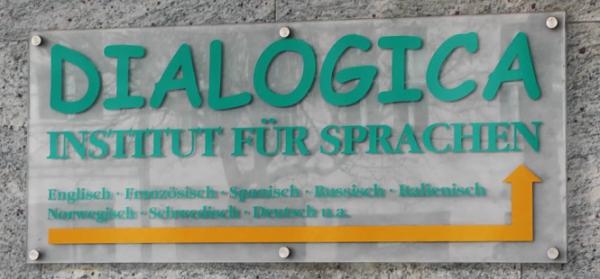 DIALOGICA
INSTITUT FÜR SPRACHEN
Englisch · Französisch · Spanisch · Russisch · Italienisch
Norwegisch · Schwedisch · Deutsch u.a.